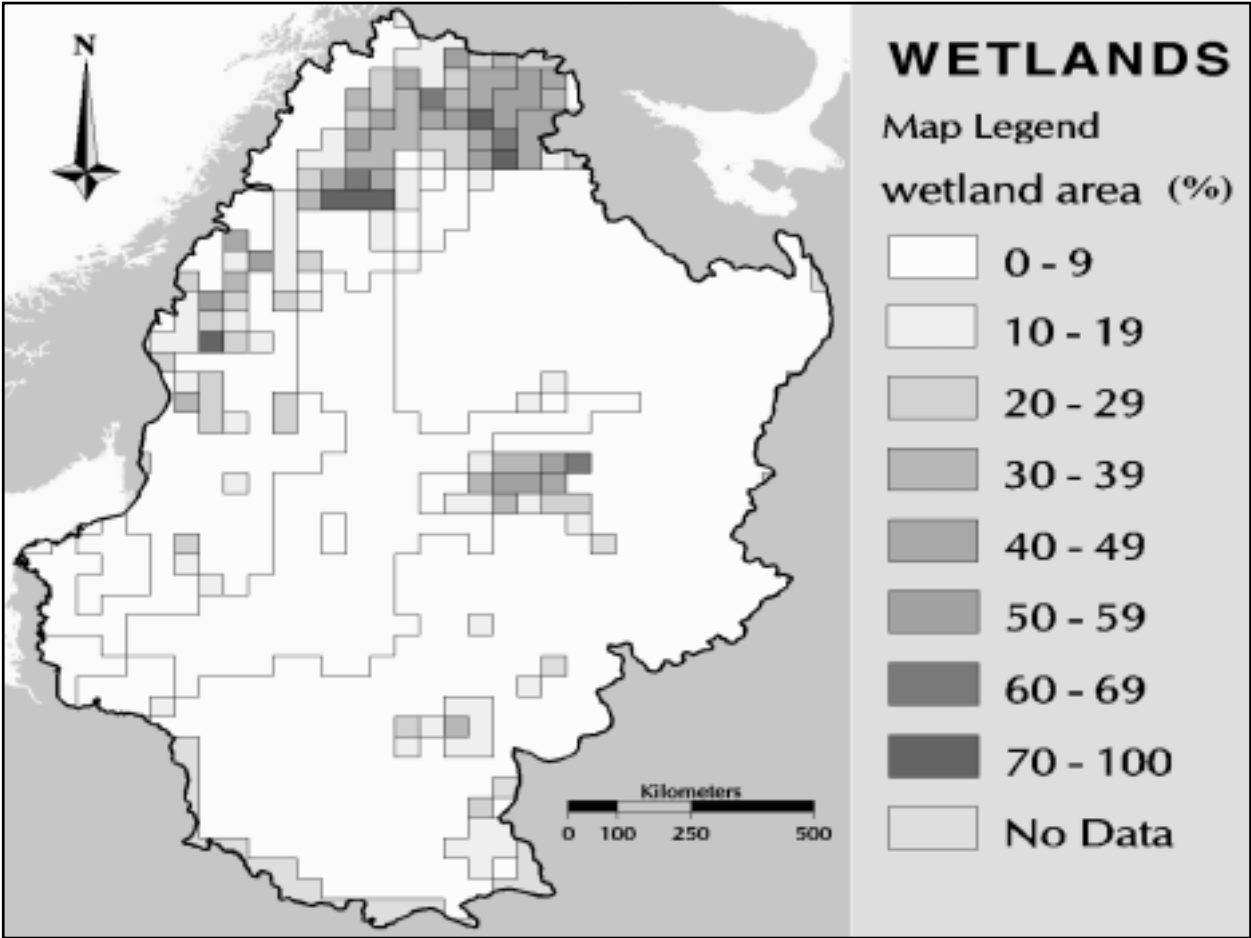 N
WETLANDS
Map Legend
wetland area (%)
0 - 9
10 - 19
20 - 29
30 - 39
40 - 49
50 - 59
60 - 69
70 - 100
No Data
Kilometers
0 100 250 500